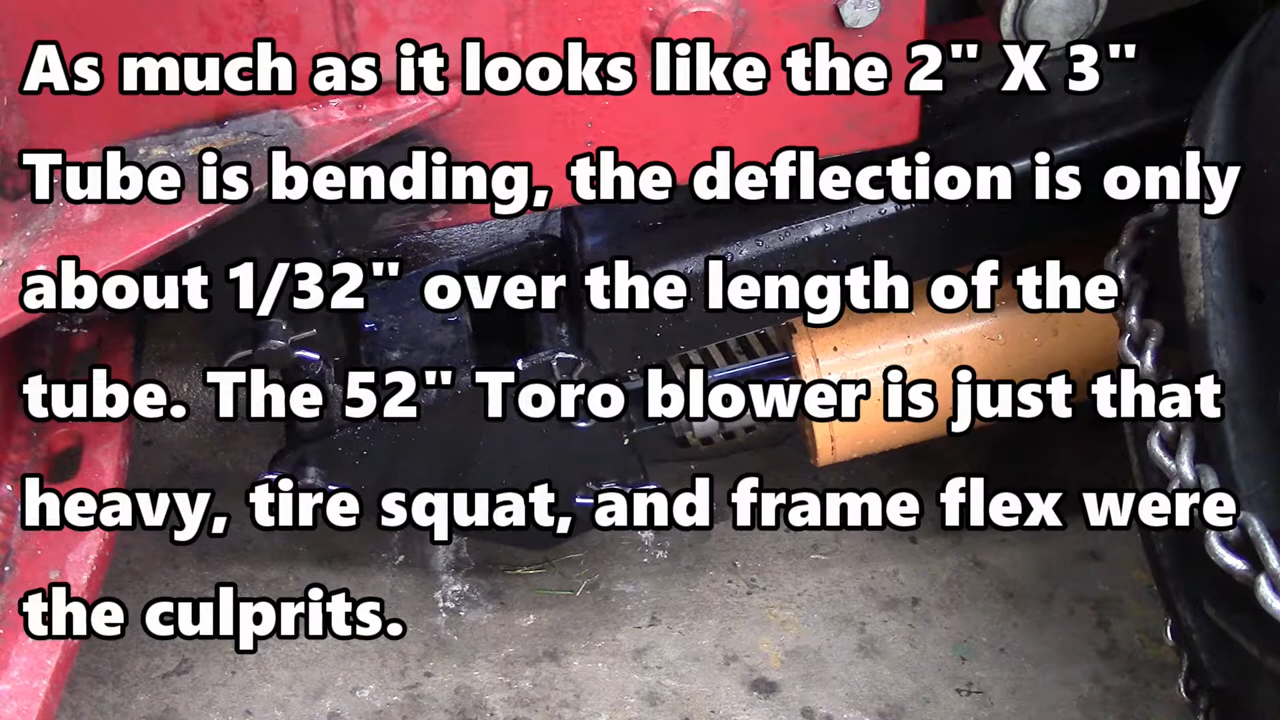 As much as it looks like the 2" X 3"
Tube is bending, the deflection is only
about 1/32" over the length of the
tube. The 52" Toro blower is just that
heavy, tire squat, and frame flex were
the culprits.